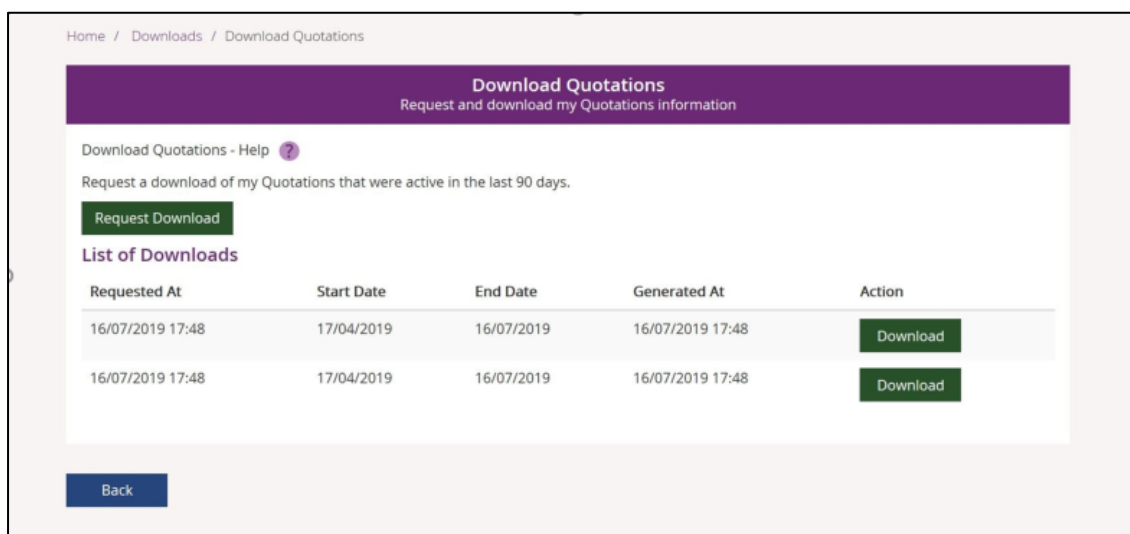 Home / Downloads / Download Quotations
Download Quotations
Request and download my Quotations information
Download Quotations - Help ?
Request a download of my Quotations that were active in the last 90 days.
Request Download
List of Downloads
Requested At Start Date End Date Generated At Action
16/07/2019 17:48 17/04/2019 16/07/2019 16/07/2019 17:48 Download
16/07/2019 17:48 17/04/2019 16/07/2019 16/07/2019 17:48 Download
Back